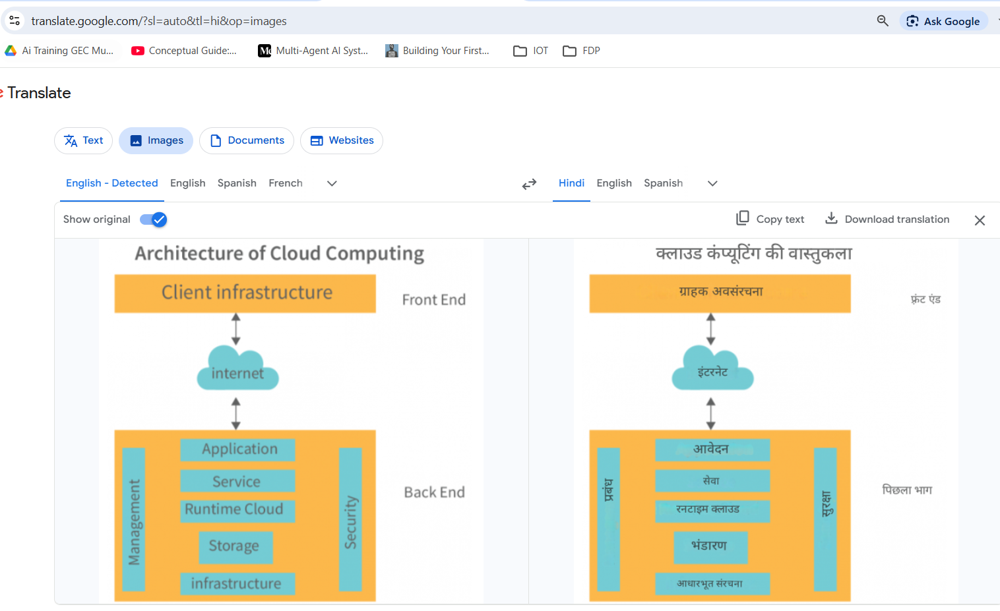 translate.google.com/?sl=auto&tl=hi&op=images
Ask Google
Ai Training GEC Mu...
Conceptual Guide:...
Multi-Agent AI Syst...
Building Your First...
IOT
FDP
Translate
Text
Images
Documents
Websites
English - Detected
English
Spanish
French
Hindi
English
Spanish
Show original
Copy text
Download translation
Architecture of Cloud Computing
Client infrastructure
Front End
internet
Application
Service
Runtime Cloud
Storage
infrastructure
Management
Security
Back End
क्लाउड कंप्यूटिंग की वास्तुकला
ग्राहक अवसंरचना
फ़्रंट एंड
इंटरनेट
आवेदन
सेवा
रनटाइम क्लाउड
भंडारण
आधारभूत संरचना
प्रबंध
सुरक्षा
पिछला भाग